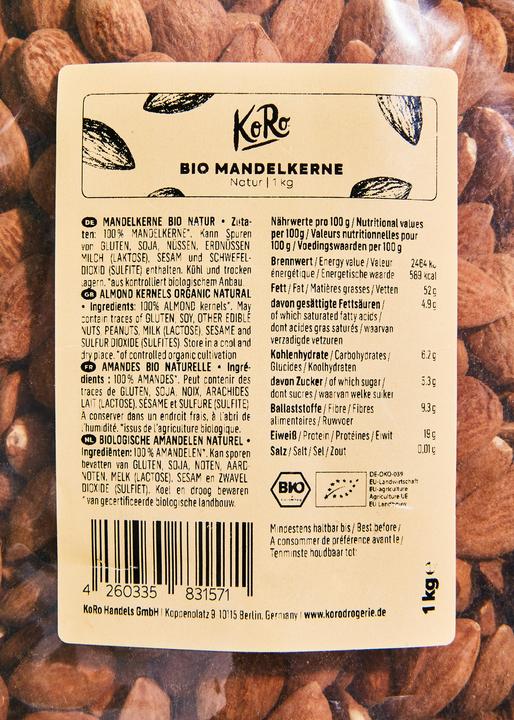 KoRo
BIO MANDELKERNE
Natur | 1 kg
DE MANDELKERNE BIO NATUR • Zuta-
ten: 100% MANDELKERNE*. Kann Spuren
von GLUTEN, SOJA, NÜSSEN, ERDNÜSSEN
MILCH (LAKTOSE), SESAM und SCHWEFEL-
DIOXID (SULFITE) enthalten. Kühl und trocken
lagern. *aus kontrolliert biologischem Anbau.
GB ALMOND KERNELS ORGANIC NATURAL
• Ingredients: 100% ALMOND kernels*. May
contain traces of GLUTEN, SOY, OTHER EDIBLE
NUTS PEANUTS, MILK (LACTOSE), SESAME and
SULFUR DIOXIDE (SULFITES) Store in a cool and
dry place. *of controlled organic cultivation
FR AMANDES BIO NATURELLE • Ingré-
dients : 100% AMANDES*. Peut contenir des
traces de GLUTEN, SOJA, NOIX, ARACHIDES
LAIT (LACTOSE), SÉSAME et SULFURE (SULFITE)
A conserver dans un endroit frais, à l'abri de
l'humidité. *issus de l'agriculture biologique.
NL BIOLOGISCHE AMANDELEN NATUREL •
Ingrediënten: 100% AMANDELEN*. Kan sporen
bevatten van GLUTEN, SOJA, NOTEN, AARD-
NOTEN, MELK (LACTOSE), SESAM en ZWAVEL
DIOXIDE (SULFIET). Koel en droog bewaren
*van gecertificeerde biologische landbouw.
4 260335 831571
Nährwerte pro 100 g / Nutritional values
per 100g / Valeurs nutritionnelles pour
100 g / Voedingswaarden per 100 g
Brennwert / Energy value / Valeur 2464 kJ
énergétique / Energetische waarde 589 kcal
Fett / Fat / Matières grasses / Vetten 52 g
davon gesättigte Fettsäuren / 4.9 g
of which saturated fatty acids /
dont acides gras saturés / waarvan
verzadigde vetzuren
Kohlenhydrate / Carbohydrates / 6.2 g
Glucides / Koolhydraten
davon Zucker / of which sugar / 3.3 g
dont sucres / waarvan welke suiker
Ballaststoffe / Fibre / Fibres 9.3 g
alimentaires / Ruwvoer
Eiweiß / Protein / Protéines / Eiwit 19 g
Salz / Salt / Sel / Zout 0.01 g
BIO
DE-ÖKO-039
EU-Landwirtschaft
EU-agriculture
Agriculture UE
EU Landbouw
Mindestens haltbar bis / Best before /
A consommer de préférence avant le /
Tenminste houdbaar tot:
1 kg ℮
KoRo Handels GmbH | Koppenplatz 9 10115 Berlin, Germany | www.korodrogerie.de